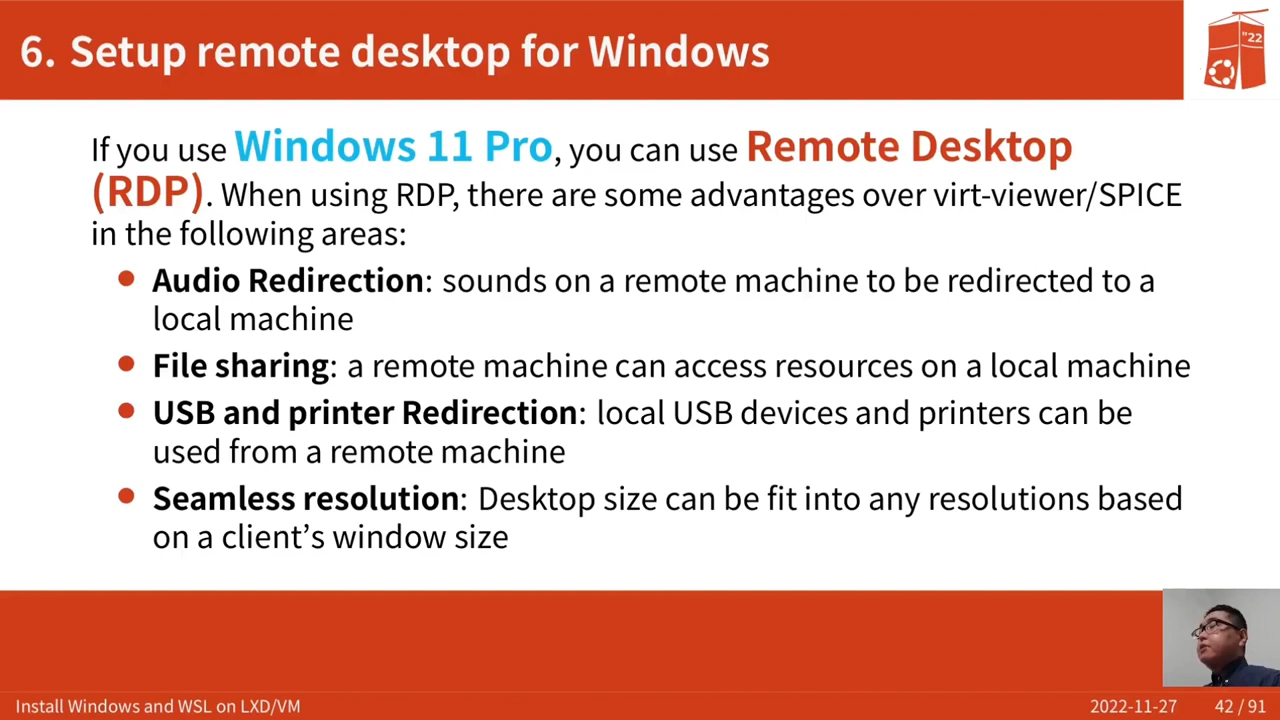 6. Setup remote desktop for Windows
"22
If you use Windows 11 Pro, you can use Remote Desktop
(RDP). When using RDP, there are some advantages over virt-viewer/SPICE
in the following areas:
Audio Redirection: sounds on a remote machine to be redirected to a
local machine
File sharing: a remote machine can access resources on a local machine
USB and printer Redirection: local USB devices and printers can be
used from a remote machine
Seamless resolution: Desktop size can be fit into any resolutions based
on a client’s window size
Install Windows and WSL on LXD/VM
2022-11-27
42 / 91